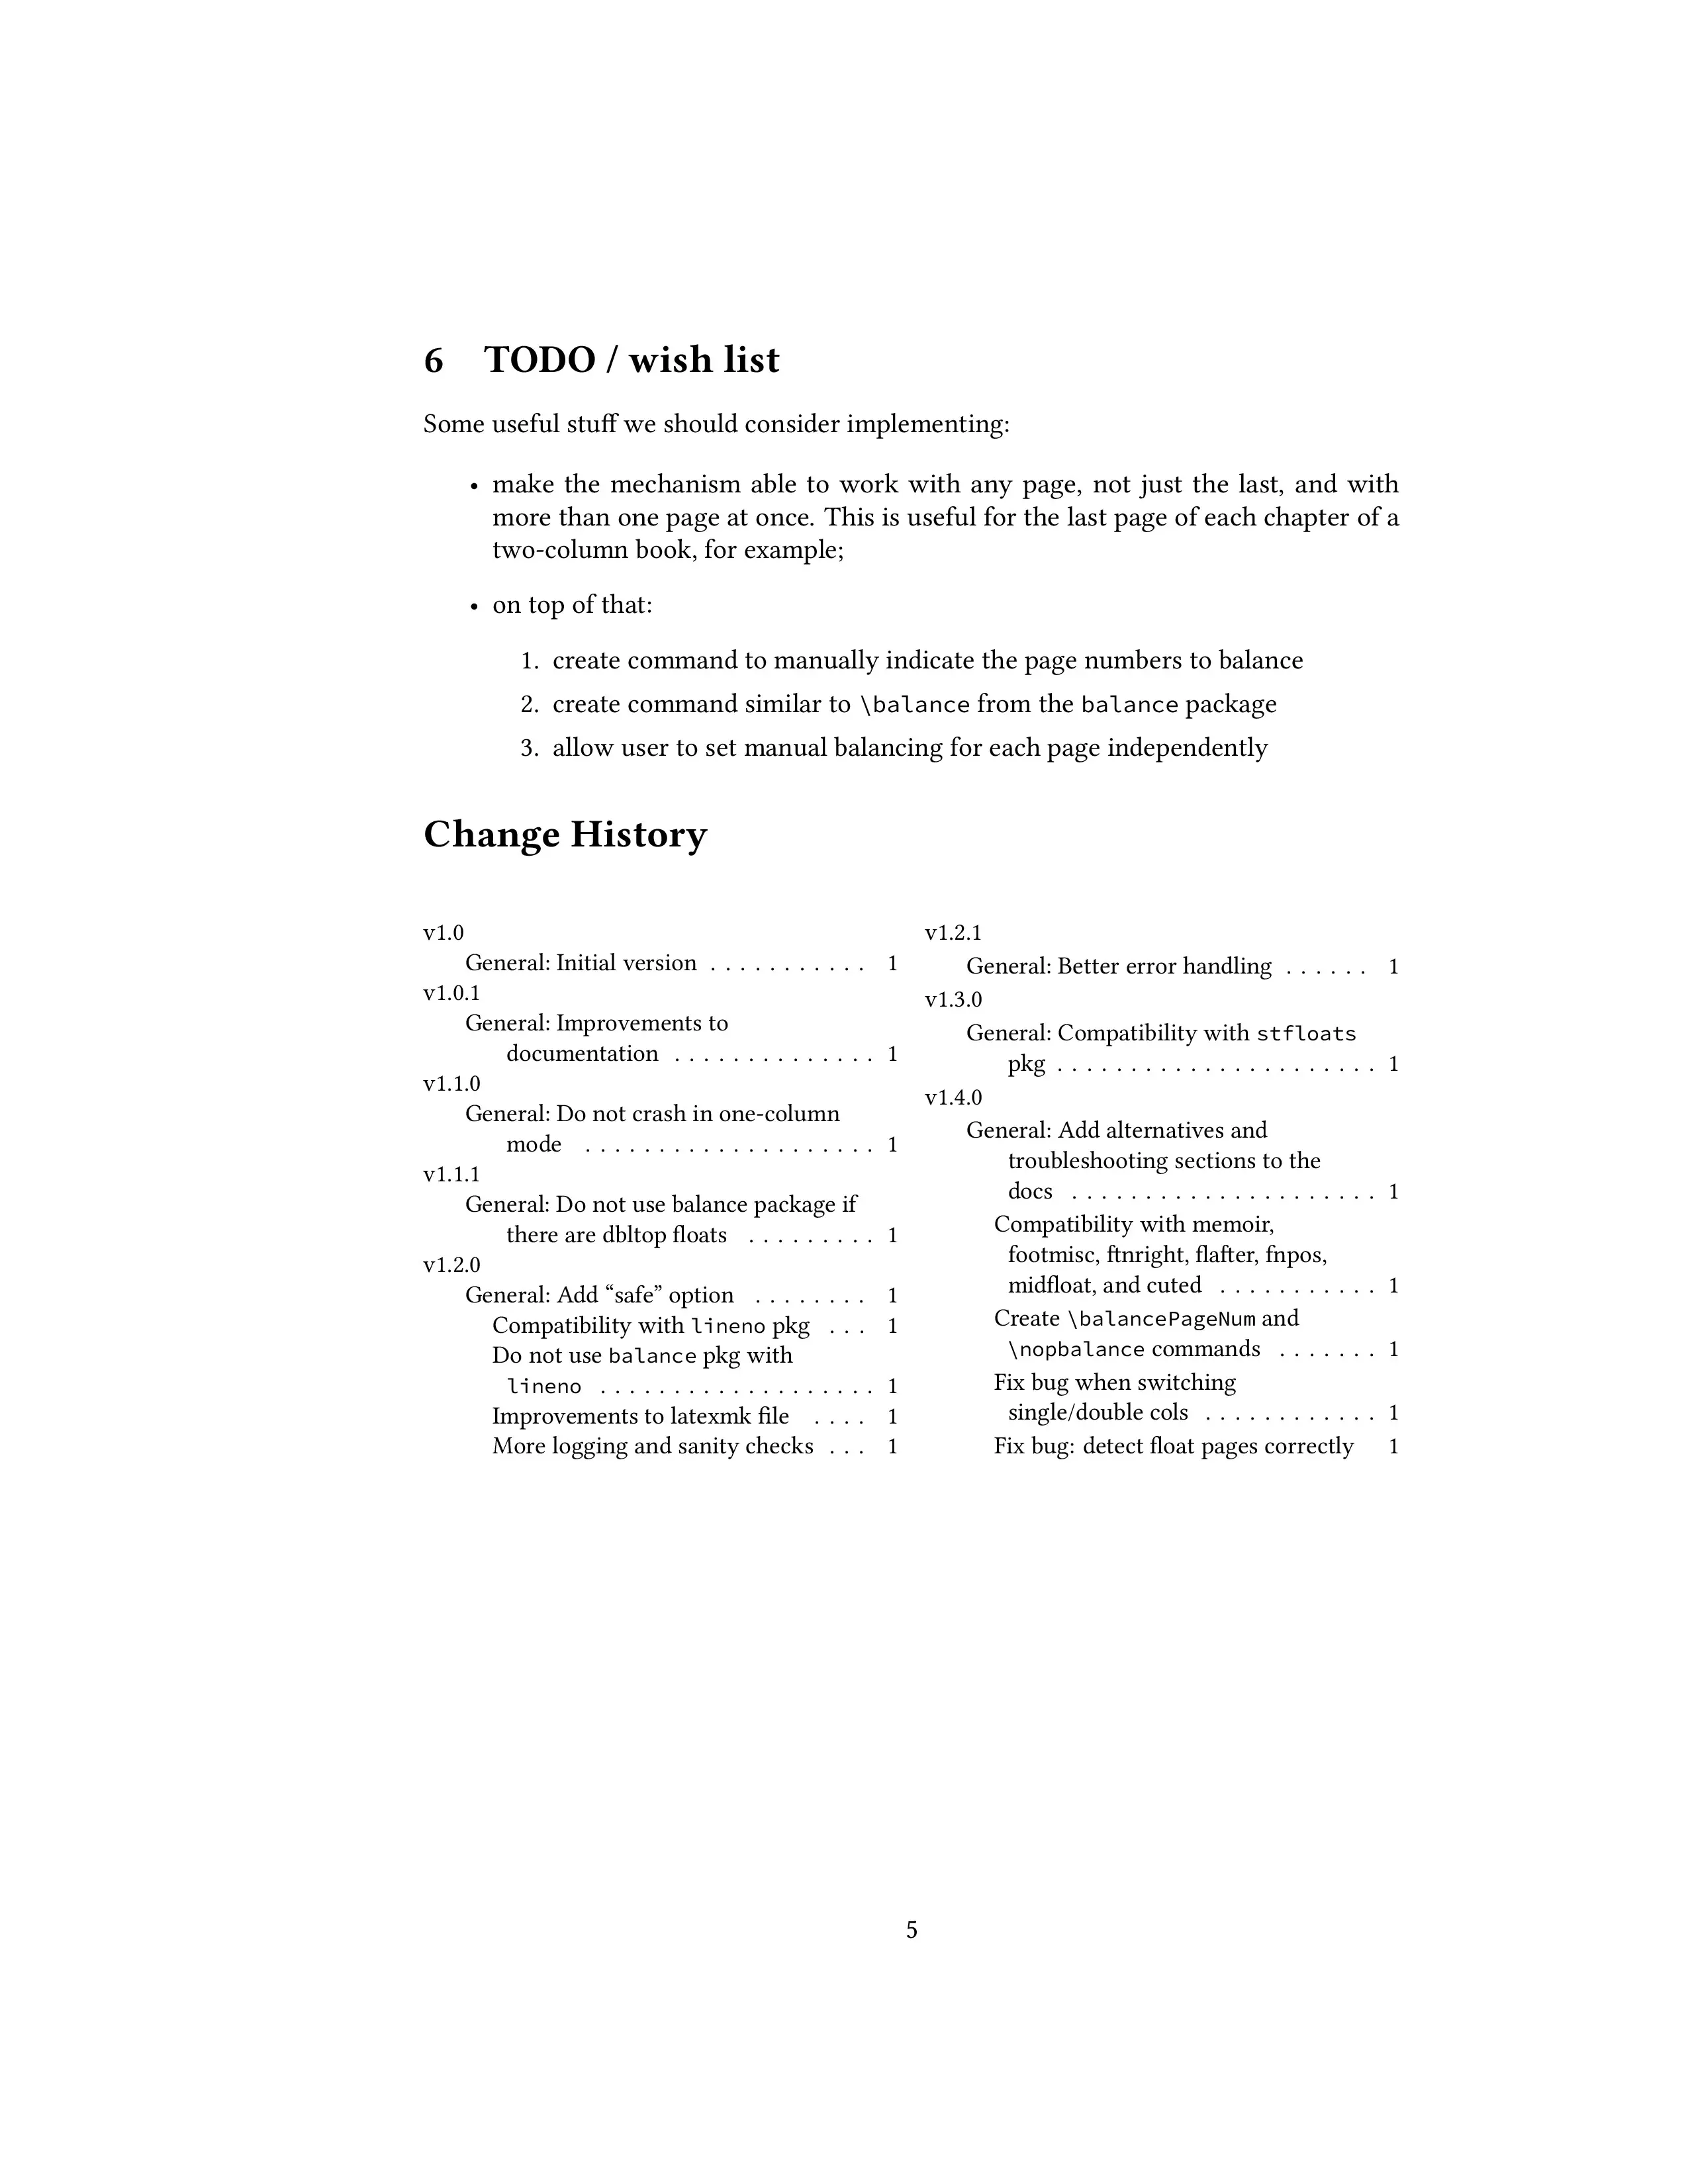 6 TODO / wish list
Some useful stuff we should consider implementing:
• make the mechanism able to work with any page, not just the last, and with
more than one page at once. This is useful for the last page of each chapter of a
two-column book, for example;
• on top of that:
1. create command to manually indicate the page numbers to balance
2. create command similar to \balance from the balance package
3. allow user to set manual balancing for each page independently
Change History
v1.0
General: Initial version . . . . . . . . . . . 1
v1.0.1
General: Improvements to
documentation . . . . . . . . . . . . . . 1
v1.1.0
General: Do not crash in one-column
mode . . . . . . . . . . . . . . . . . . . . 1
v1.1.1
General: Do not use balance package if
there are dbltop floats . . . . . . . . . 1
v1.2.0
General: Add “safe” option . . . . . . . . 1
Compatibility with lineno pkg . . . 1
Do not use balance pkg with
lineno . . . . . . . . . . . . . . . . . . . 1
Improvements to latexmk file . . . . 1
More logging and sanity checks . . . 1
v1.2.1
General: Better error handling . . . . . . 1
v1.3.0
General: Compatibility with stfloats
pkg . . . . . . . . . . . . . . . . . . . . . . 1
v1.4.0
General: Add alternatives and
troubleshooting sections to the
docs . . . . . . . . . . . . . . . . . . . . . 1
Compatibility with memoir,
footmisc, ftnright, flafter, fnpos,
midfloat, and cuted . . . . . . . . . . . 1
Create \balancePageNum and
\nopbalance commands . . . . . . . 1
Fix bug when switching
single/double cols . . . . . . . . . . . . 1
Fix bug: detect float pages correctly 1
5